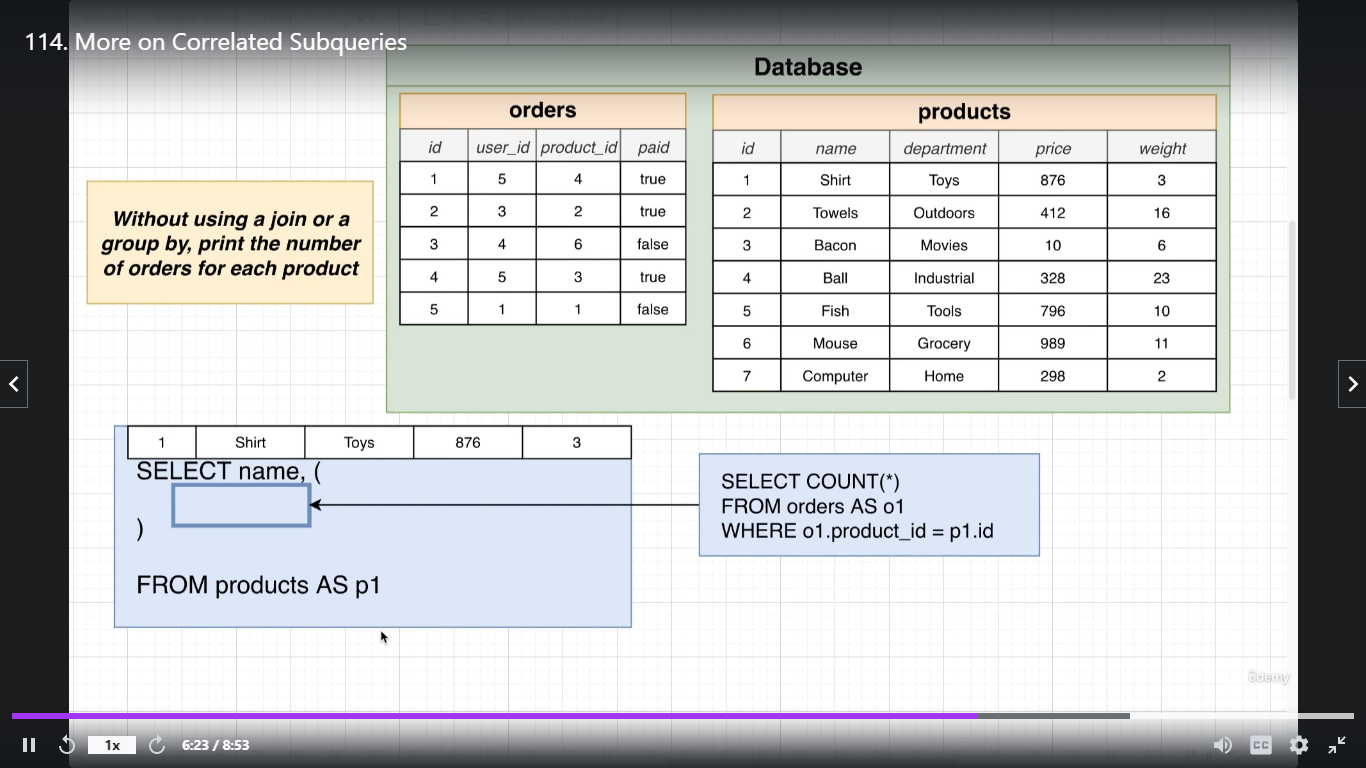 114. More on Correlated Subqueries
Database
orders
id user_id product_id paid
1 5 4 true
2 3 2 true
3 4 6 false
4 5 3 true
5 1 1 false
products
id name department price weight
1 Shirt Toys 876 3
2 Towels Outdoors 412 16
3 Bacon Movies 10 6
4 Ball Industrial 328 23
5 Fish Tools 796 10
6 Mouse Grocery 989 11
7 Computer Home 298 2
Without using a join or a
group by, print the number
of orders for each product
1 Shirt Toys 876 3
SELECT name, (
)
FROM products AS p1
SELECT COUNT(*)
FROM orders AS o1
WHERE o1.product_id = p1.id
ûdemy
1x 6:23 / 8:53 CC